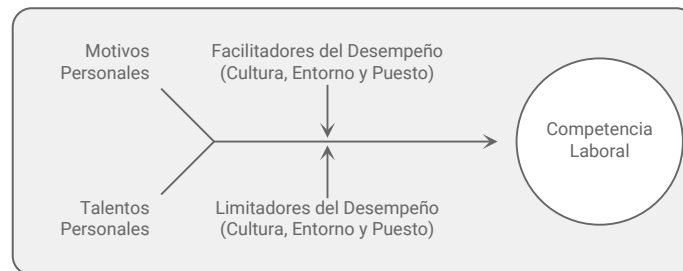 Motivos
Personales
Facilitadores del Desempeño
(Cultura, Entorno y Puesto)
Competencia
Laboral
Talentos
Personales
Limitadores del Desempeño
(Cultura, Entorno y Puesto)